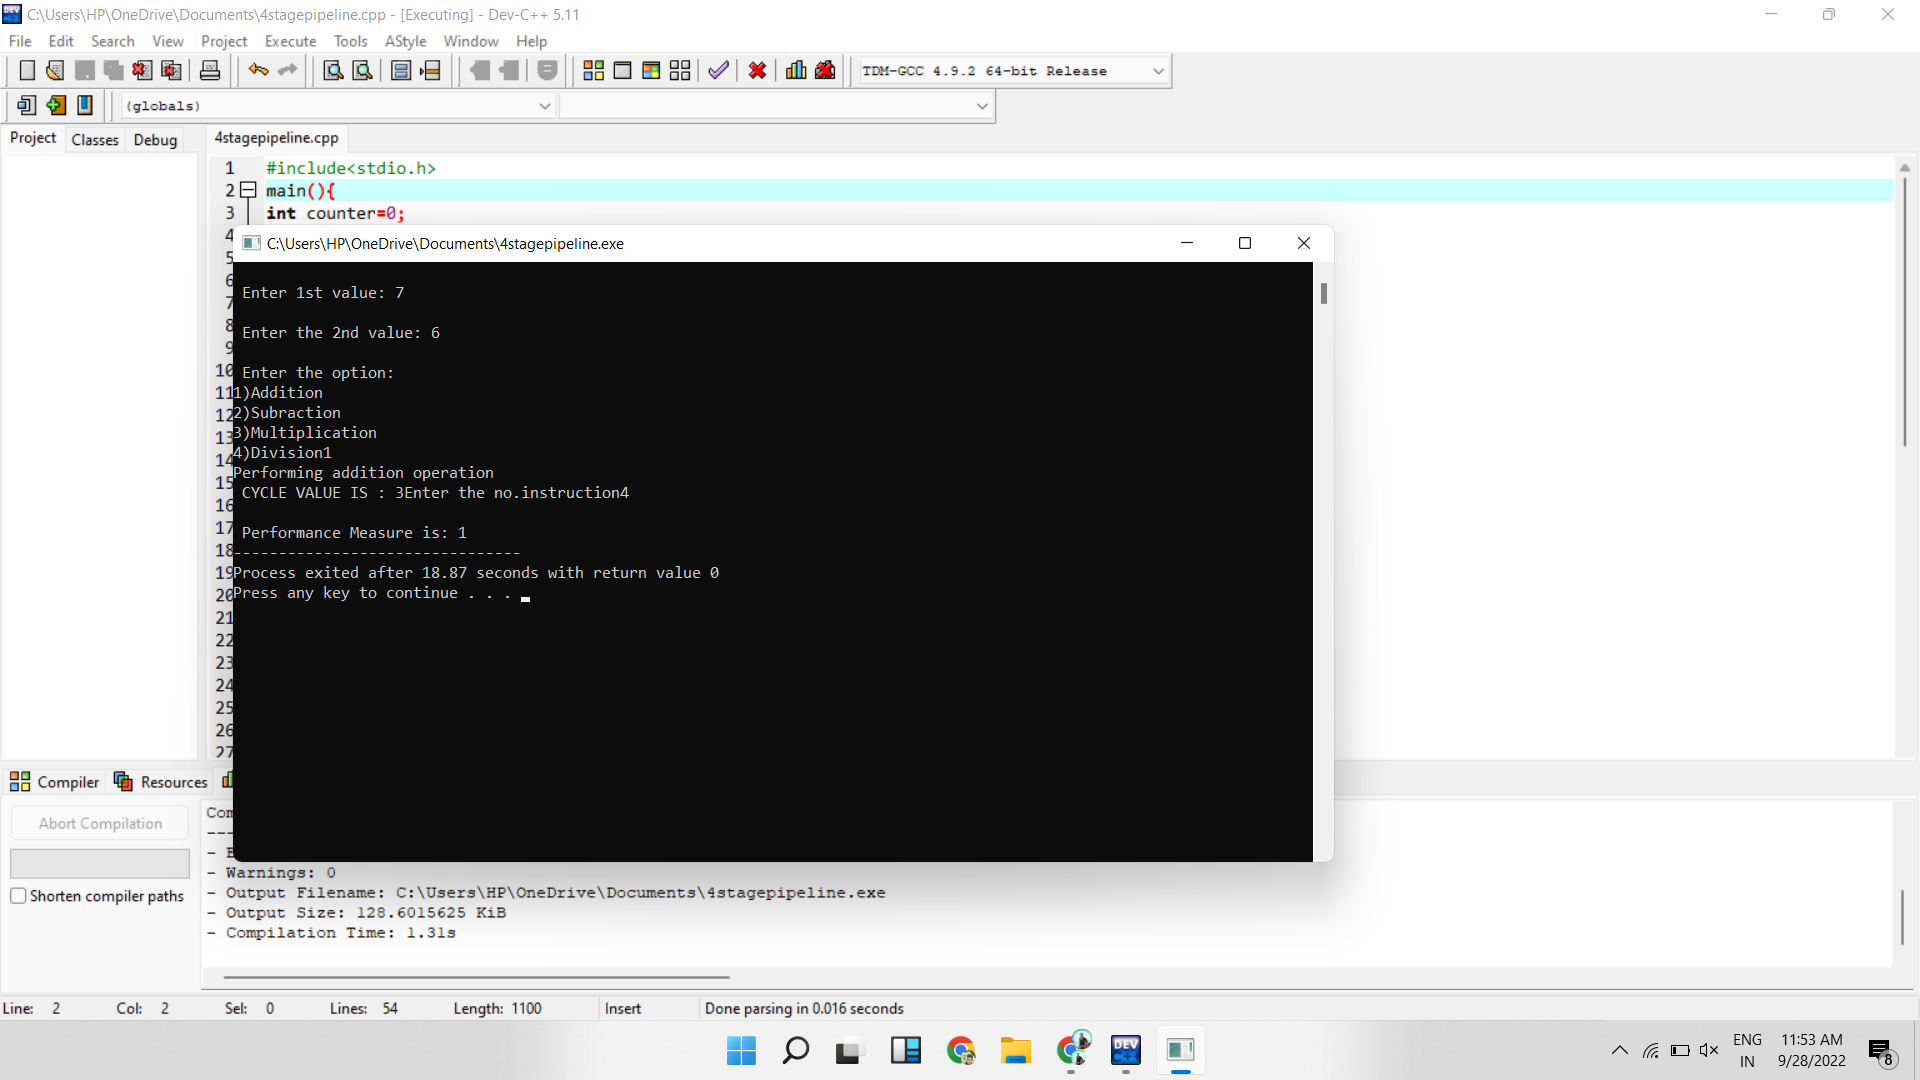 C:\Users\HP\OneDrive\Documents\4stagepipeline.cpp - [Executing] - Dev-C++ 5.11
File Edit Search View Project Execute Tools AStyle Window Help
TDM-GCC 4.9.2 64-bit Release
(globals)
Project Classes Debug
4stagepipeline.cpp
1 #include<stdio.h>
2 main(){
3 int counter=0;
4
5
6
7
8
9
10
11
12
13
14
15
16
17
18
19
20
21
22
23
24
25
26
27
C:\Users\HP\OneDrive\Documents\4stagepipeline.exe
Enter 1st value: 7
Enter the 2nd value: 6
Enter the option:
1)Addition
2)Subraction
3)Multiplication
4)Division1
Performing addition operation
CYCLE VALUE IS : 3Enter the no.instruction4
Performance Measure is: 1
--------------------------------
Process exited after 18.87 seconds with return value 0
Press any key to continue . . .
Compiler Resources
Abort Compilation
Shorten compiler paths
- Warnings: 0
- Output Filename: C:\Users\HP\OneDrive\Documents\4stagepipeline.exe
- Output Size: 128.6015625 KiB
- Compilation Time: 1.31s
Line: 2 Col: 2 Sel: 0 Lines: 54 Length: 1100 Insert Done parsing in 0.016 seconds
DEV C++
ENG
IN
11:53 AM
9/28/2022
8